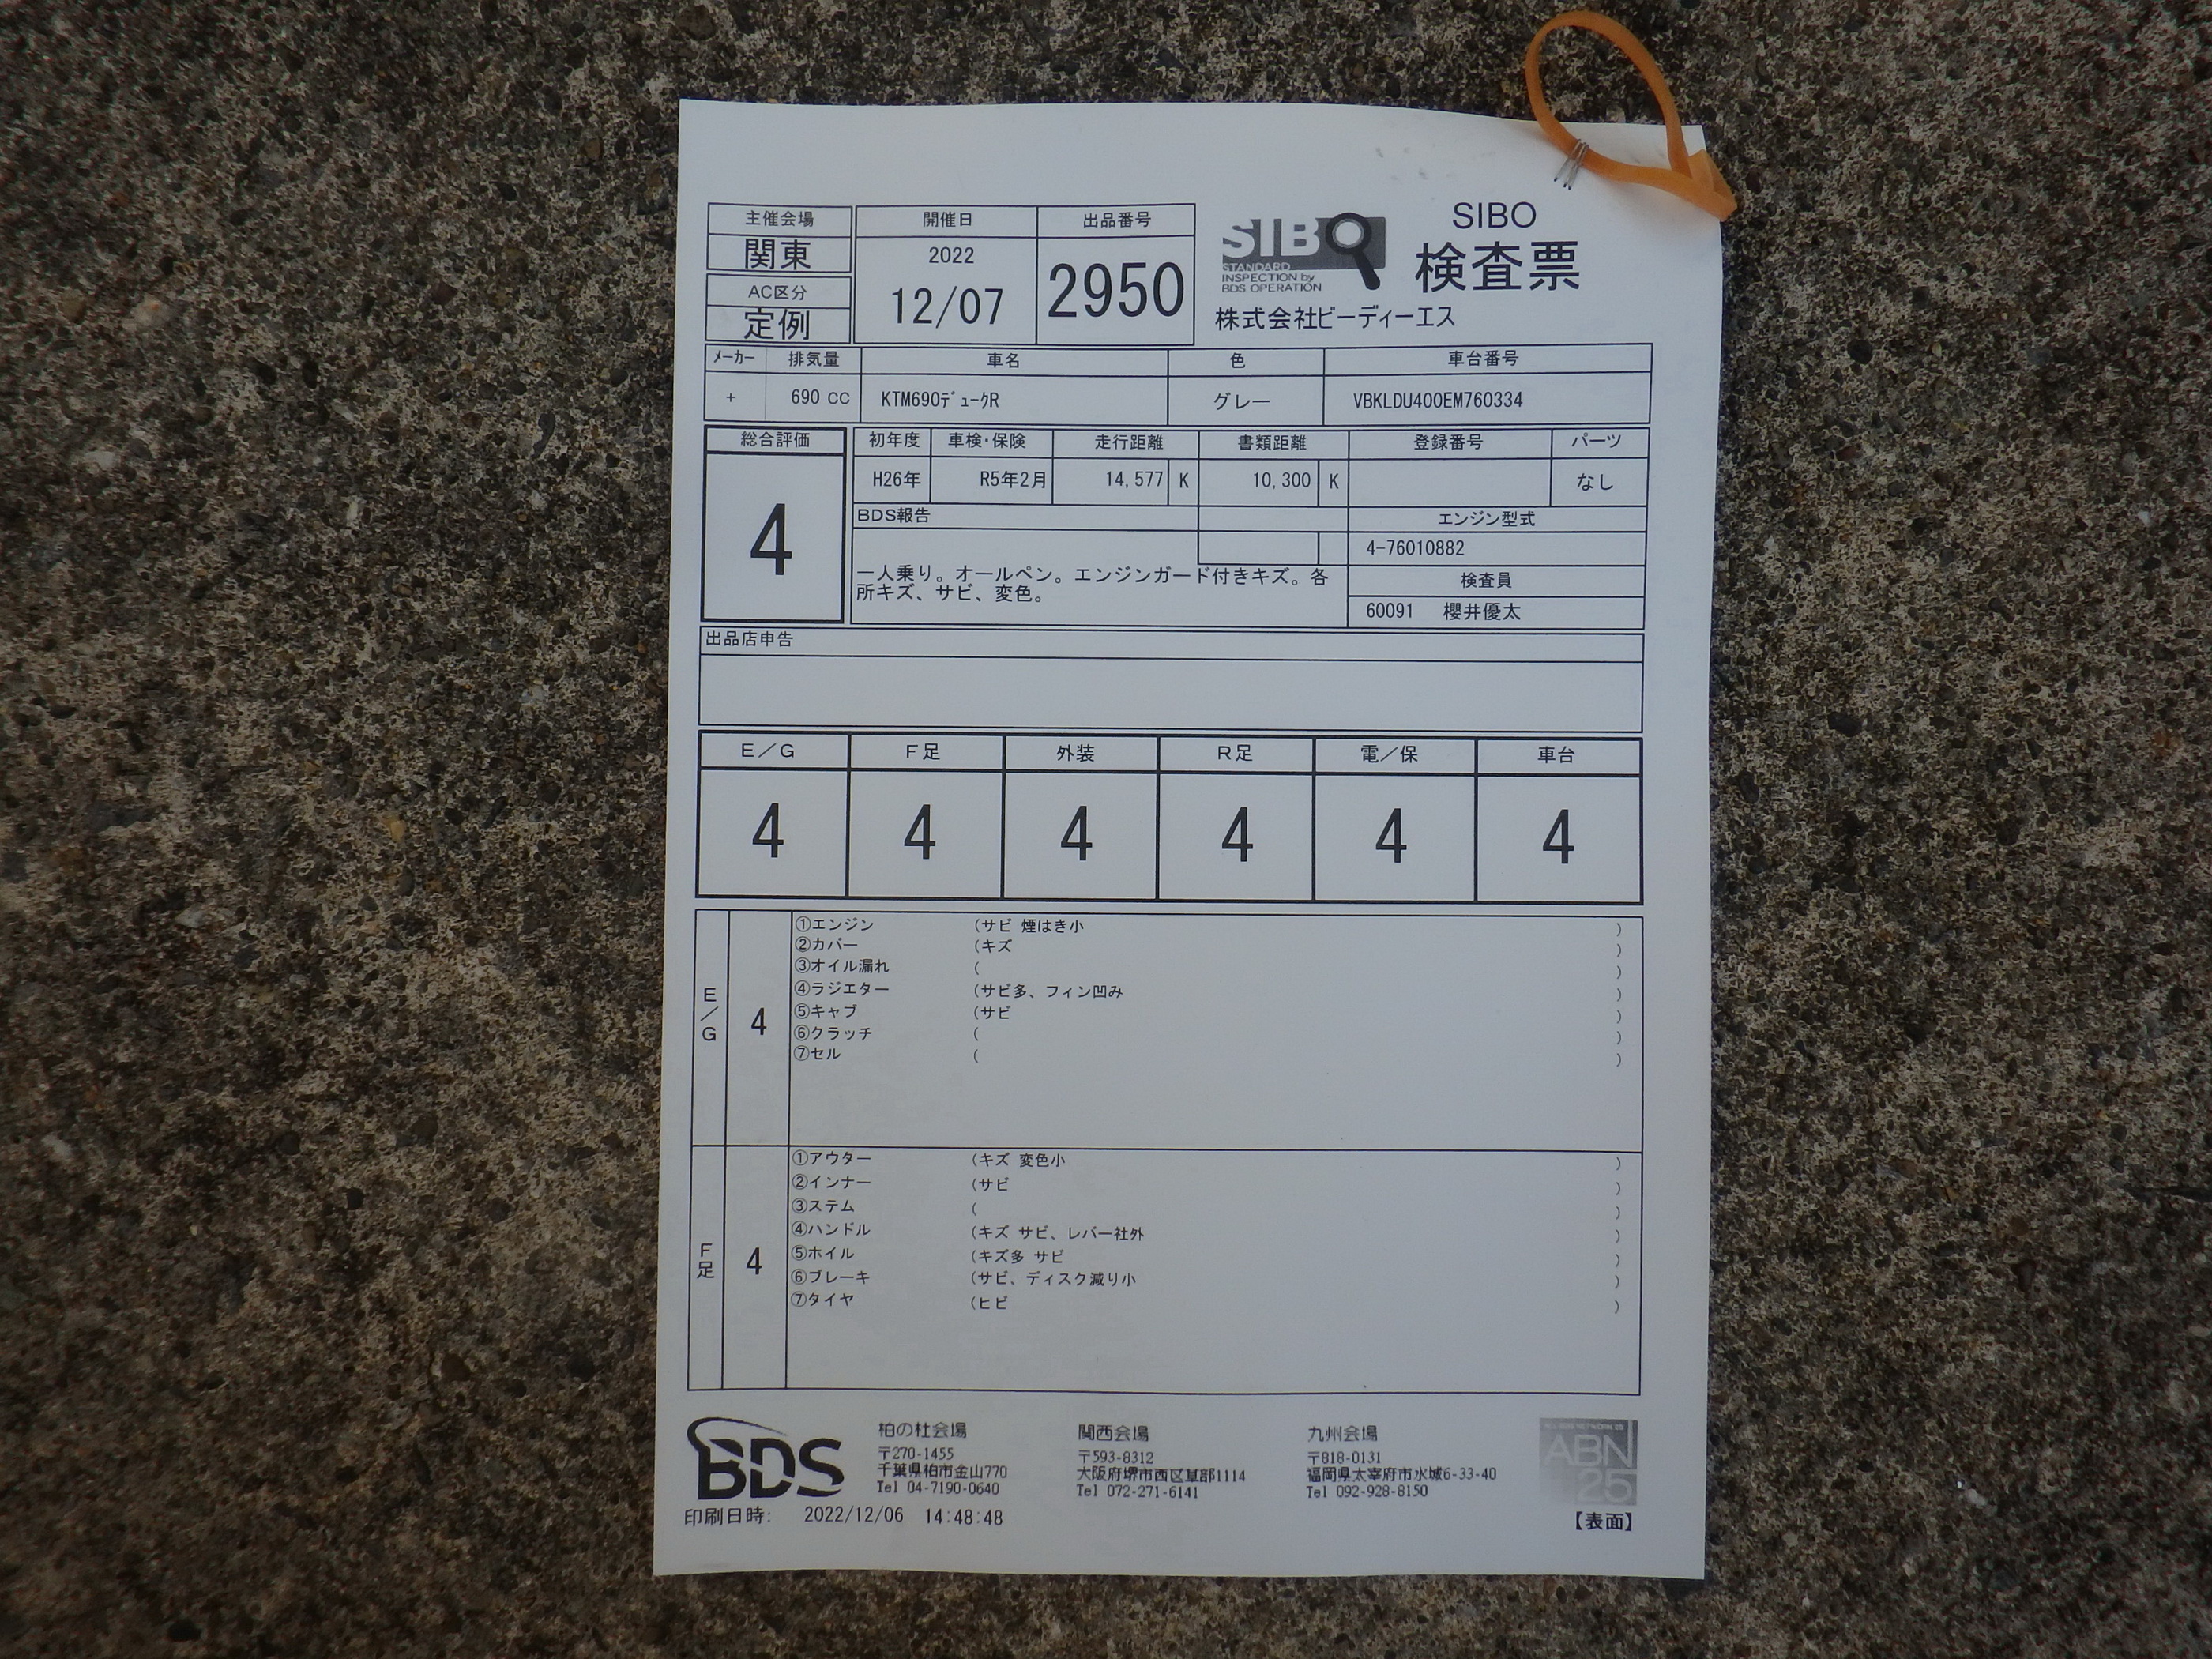 主催会場 開催日 出品番号
関東 2022 12/07 2950
AC区分
定例
SIBO
STANDARD
INSPECTION by
BDS OPERATION
SIBO
検査票
株式会社ビーディーエス
ﾒｰｶｰ 排気量 車名 色 車台番号
+ 690 CC KTM690ﾃﾞｭｰｸR グレー VBKLDU400EM760334
総合評価 初年度 車検・保険 走行距離 書類距離 登録番号 パーツ
4 H26年 R5年2月 14,577 K 10,300 K なし
BDS報告 エンジン型式
4-76010882
一人乗り。オールペン。エンジンガード付きキズ。各
所キズ、サビ、変色。
検査員
60091 櫻井優太
出品店申告
E/G F足 外装 R足 電/保 車台
4 4 4 4 4 4
E/G 4
①エンジン (サビ 煙はき小 )
②カバー (キズ )
③オイル漏れ ( )
④ラジエター (サビ多、フィン凹み )
⑤キャブ (サビ )
⑥クラッチ ( )
⑦セル ( )
F足 4
①アウター (キズ 変色小 )
②インナー (サビ )
③ステム ( )
④ハンドル (キズ サビ、レバー社外 )
⑤ホイル (キズ多 サビ )
⑥ブレーキ (サビ、ディスク減り小 )
⑦タイヤ (ヒビ )
BDS
柏の杜会場
〒270-1455
千葉県柏市金山770
Tel 04-7190-0640
関西会場
〒593-8312
大阪府堺市西区草部1114
Tel 072-271-6141
九州会場
〒818-0131
福岡県太宰府市水城6-33-40
Tel 092-928-8150
ABN
25
印刷日時: 2022/12/06 14:48:48
【表面】